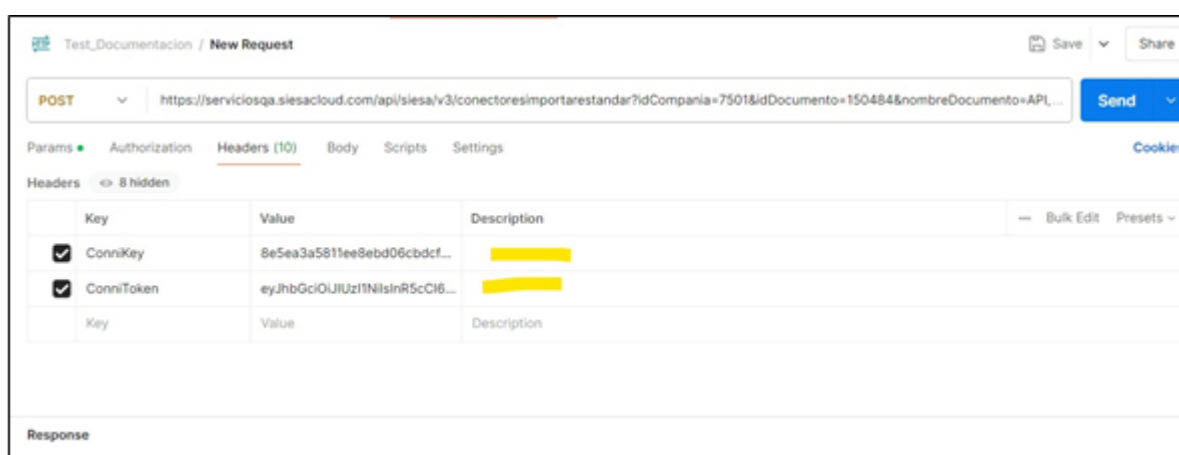 Test_Documentacion / New Request
Save
Share
POST
https://serviciosqa.siesacloud.com/api/siesa/v3/conectoresimportarestandar?idCompania=7501&idDocumento=150484&nombreDocumento=API_...
Send
Params
Authorization
Headers (10)
Body
Scripts
Settings
Cookies
Headers
8 hidden
Key Value Description
Bulk Edit
Presets
ConniKey 8e5ea3a5811ee8ebd06cbdcf...
ConniToken eyJhbGciOiJIUzI1NiIsInR5cCI6...
Key Value Description
Response